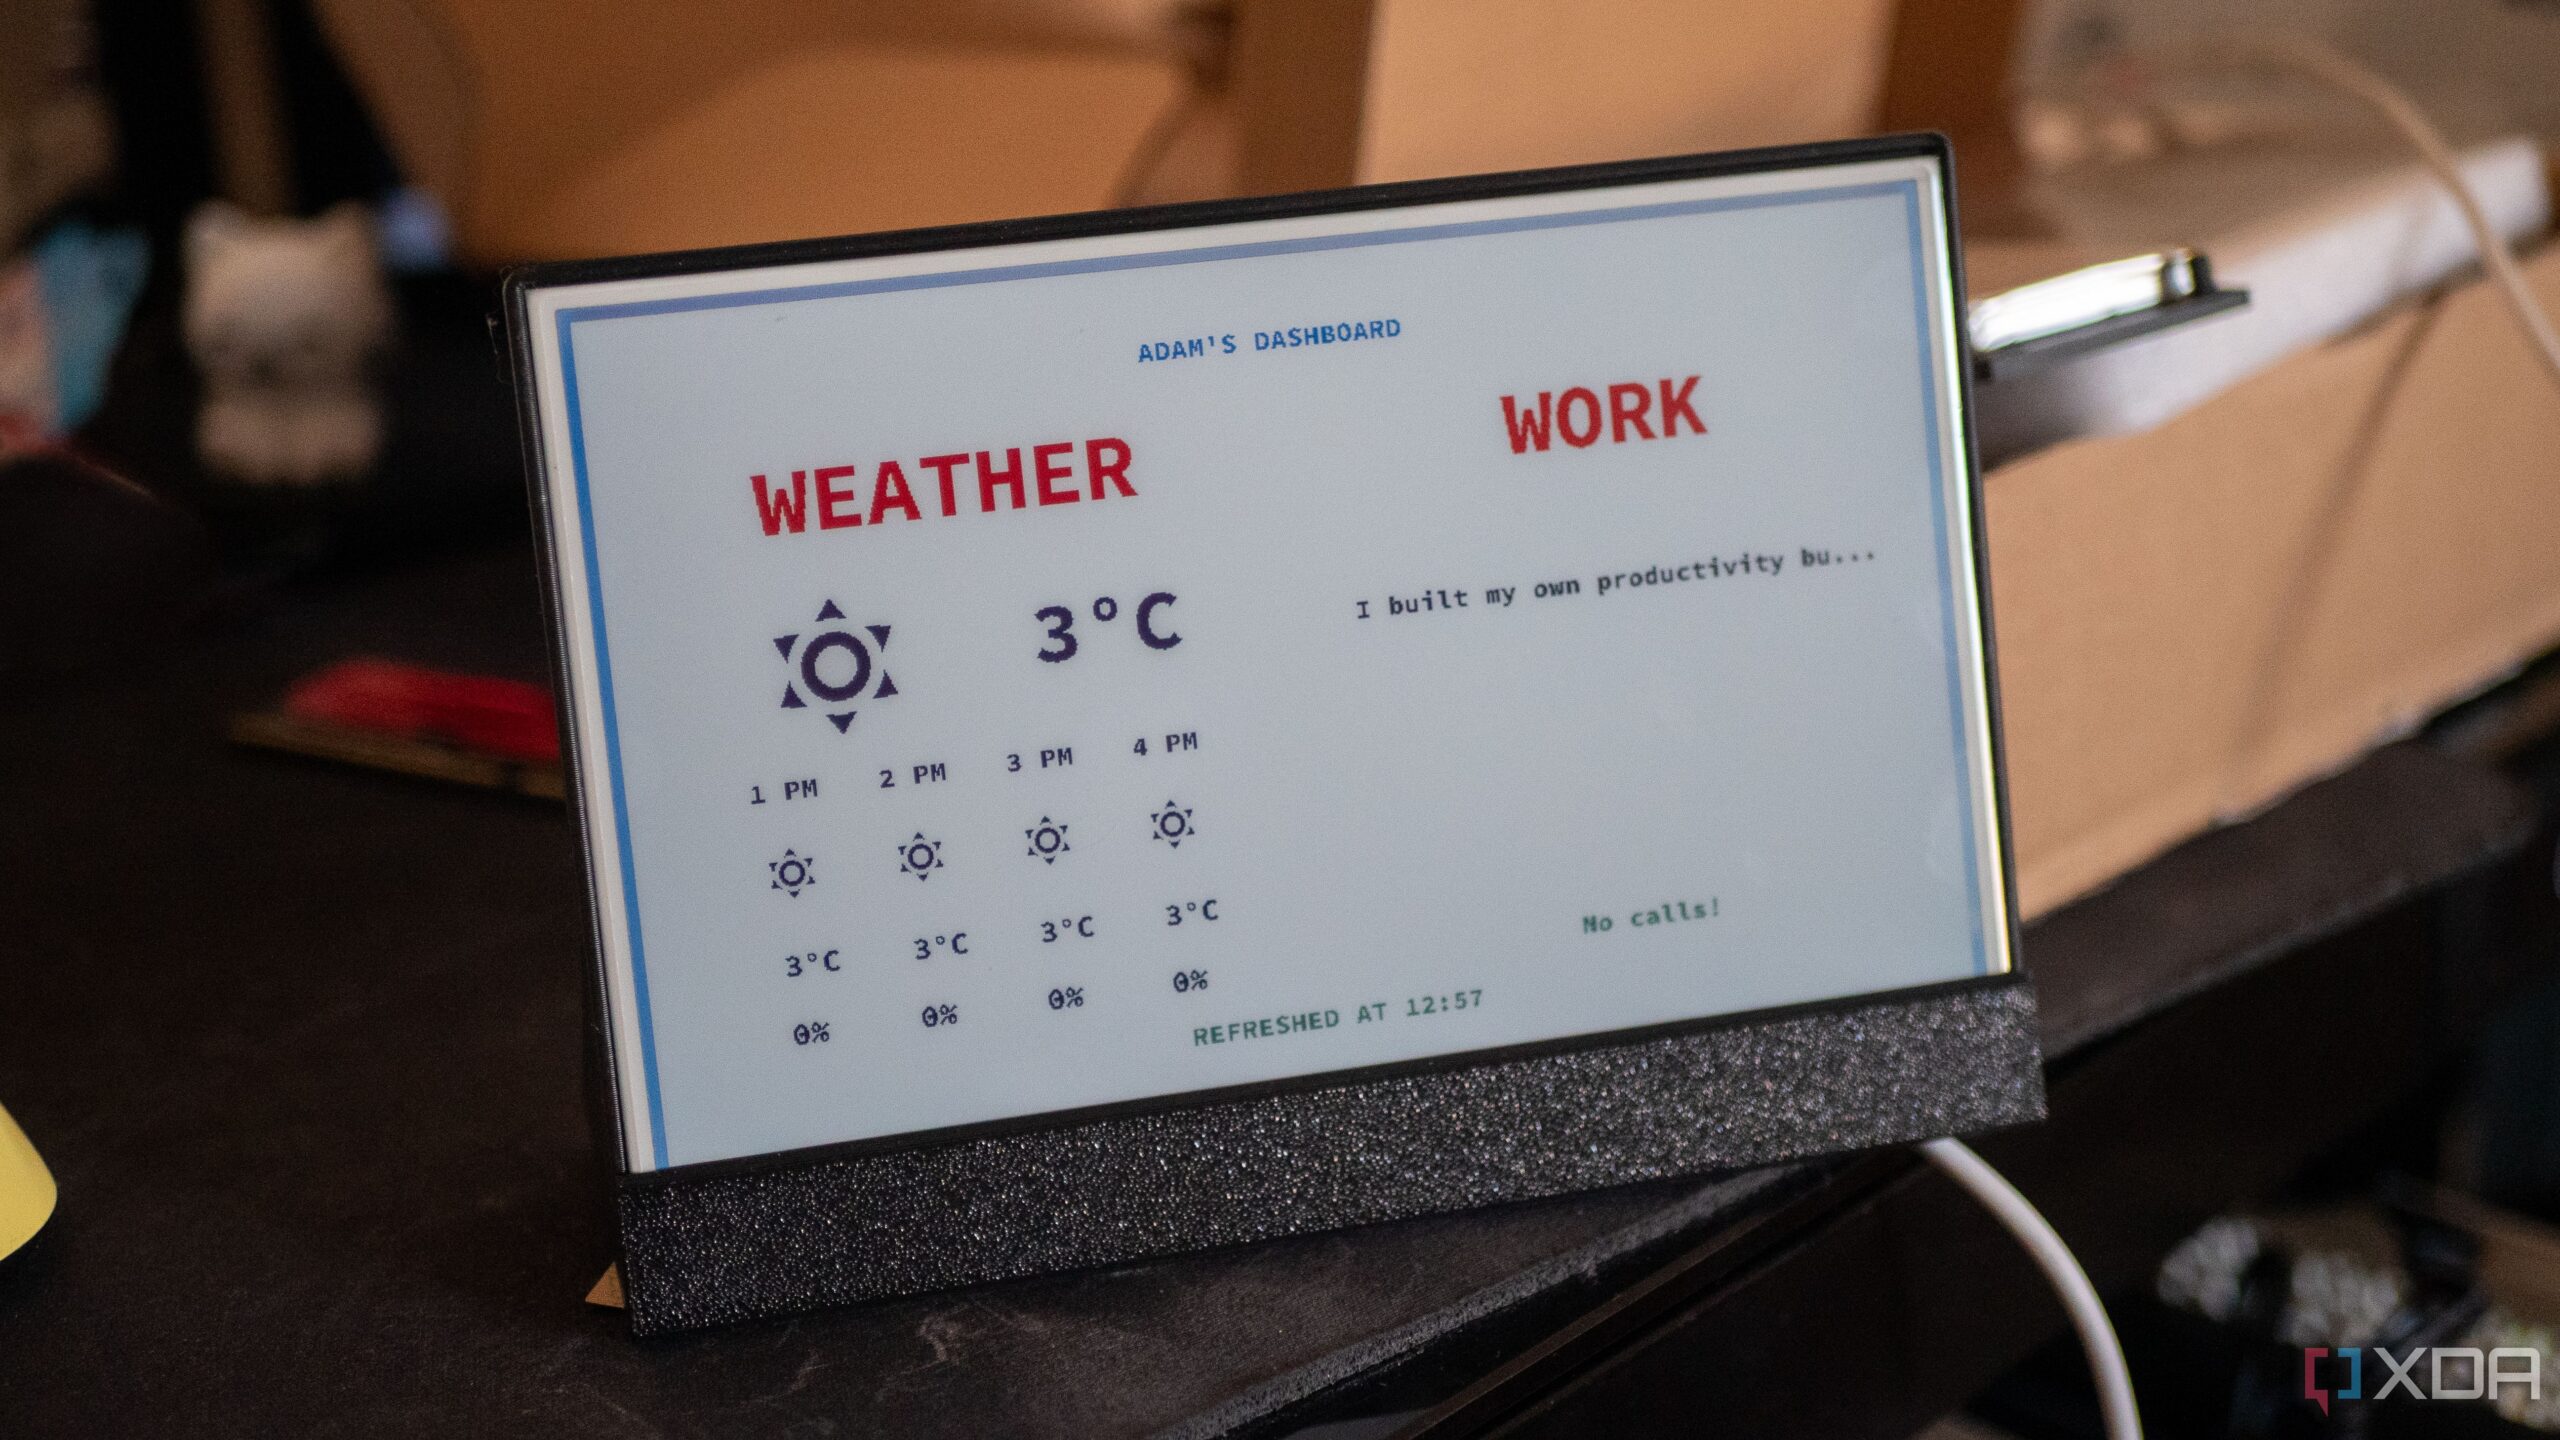 ADAM'S DASHBOARD
WEATHER
3°C
1 PM 2 PM 3 PM 4 PM
3°C 3°C 3°C 3°C
0% 0% 0% 0%
WORK
I built my own productivity bu...
No calls!
REFRESHED AT 12:57
XDA